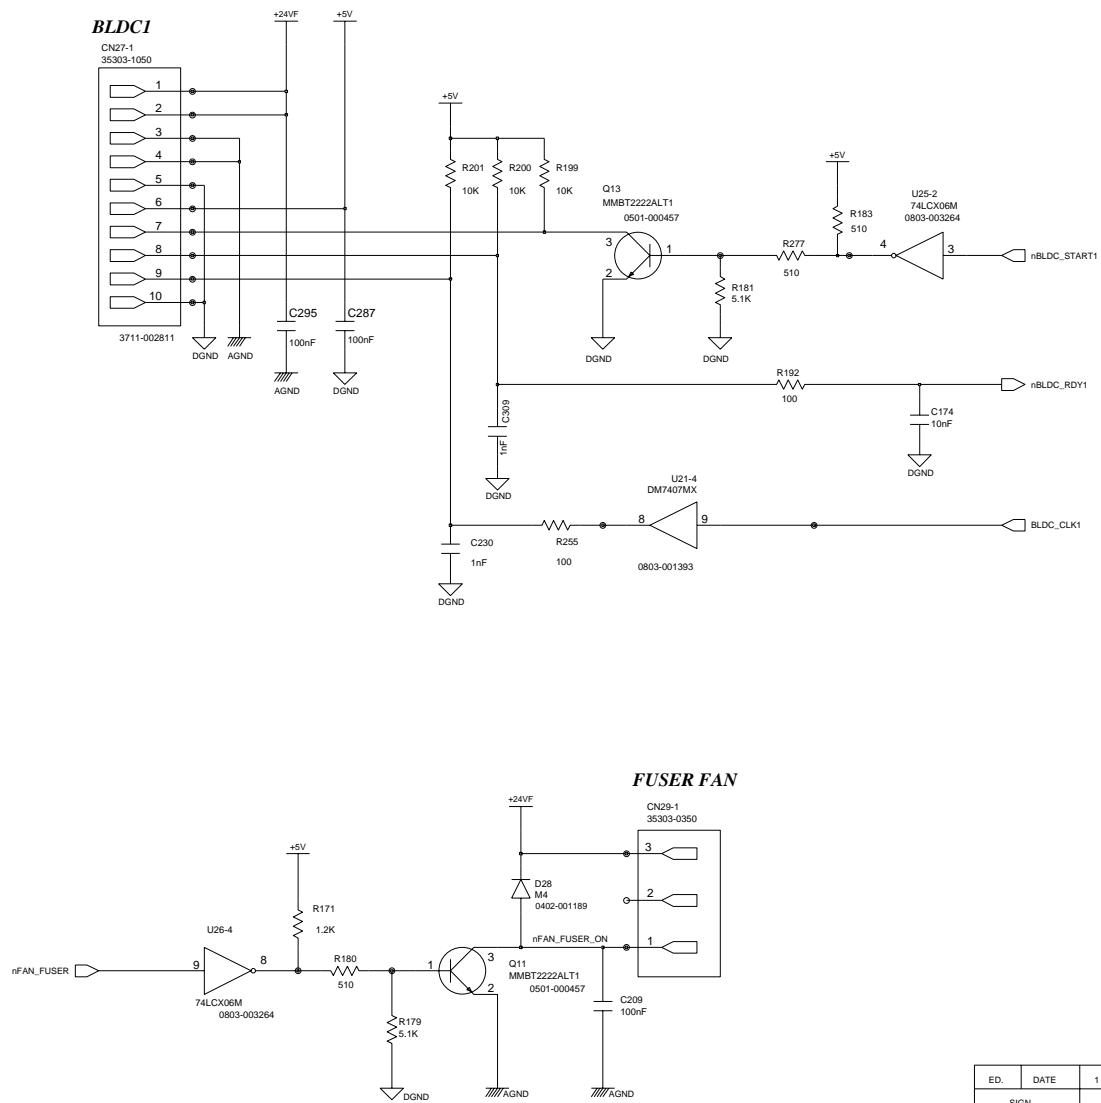 BLDC1
CN27-1
35303-1050
1
2
3
4
5
6
7
8
9
10
3711-002811
+24VF
+5V
DGND
AGND
C295
100nF
AGND
C287
100nF
DGND
+5V
R201
10K
R200
10K
R199
10K
Q13
MMBT2222ALT1
0501-000457
3
2
1
DGND
R181
5.1K
DGND
R277
510
+5V
R183
510
U25-2
74LCX06M
0803-003264
4
3
nBLDC_START1
R192
100
nBLDC_RDY1
C174
10nF
DGND
C309
1nF
DGND
U21-4
DM7407MX
8
9
0803-001393
BLDC_CLK1
R255
100
C230
1nF
DGND
FUSER FAN
CN29-1
35303-0350
3
2
1
+24VF
D28
M4
0402-001189
nFAN_FUSER_ON
+5V
R171
1.2K
U26-4
nFAN_FUSER
9
8
74LCX06M
0803-003264
R180
510
R179
5.1K
DGND
1
3
2
Q11
MMBT2222ALT1
0501-000457
AGND
C209
100nF
AGND
ED. DATE 1
SIGN